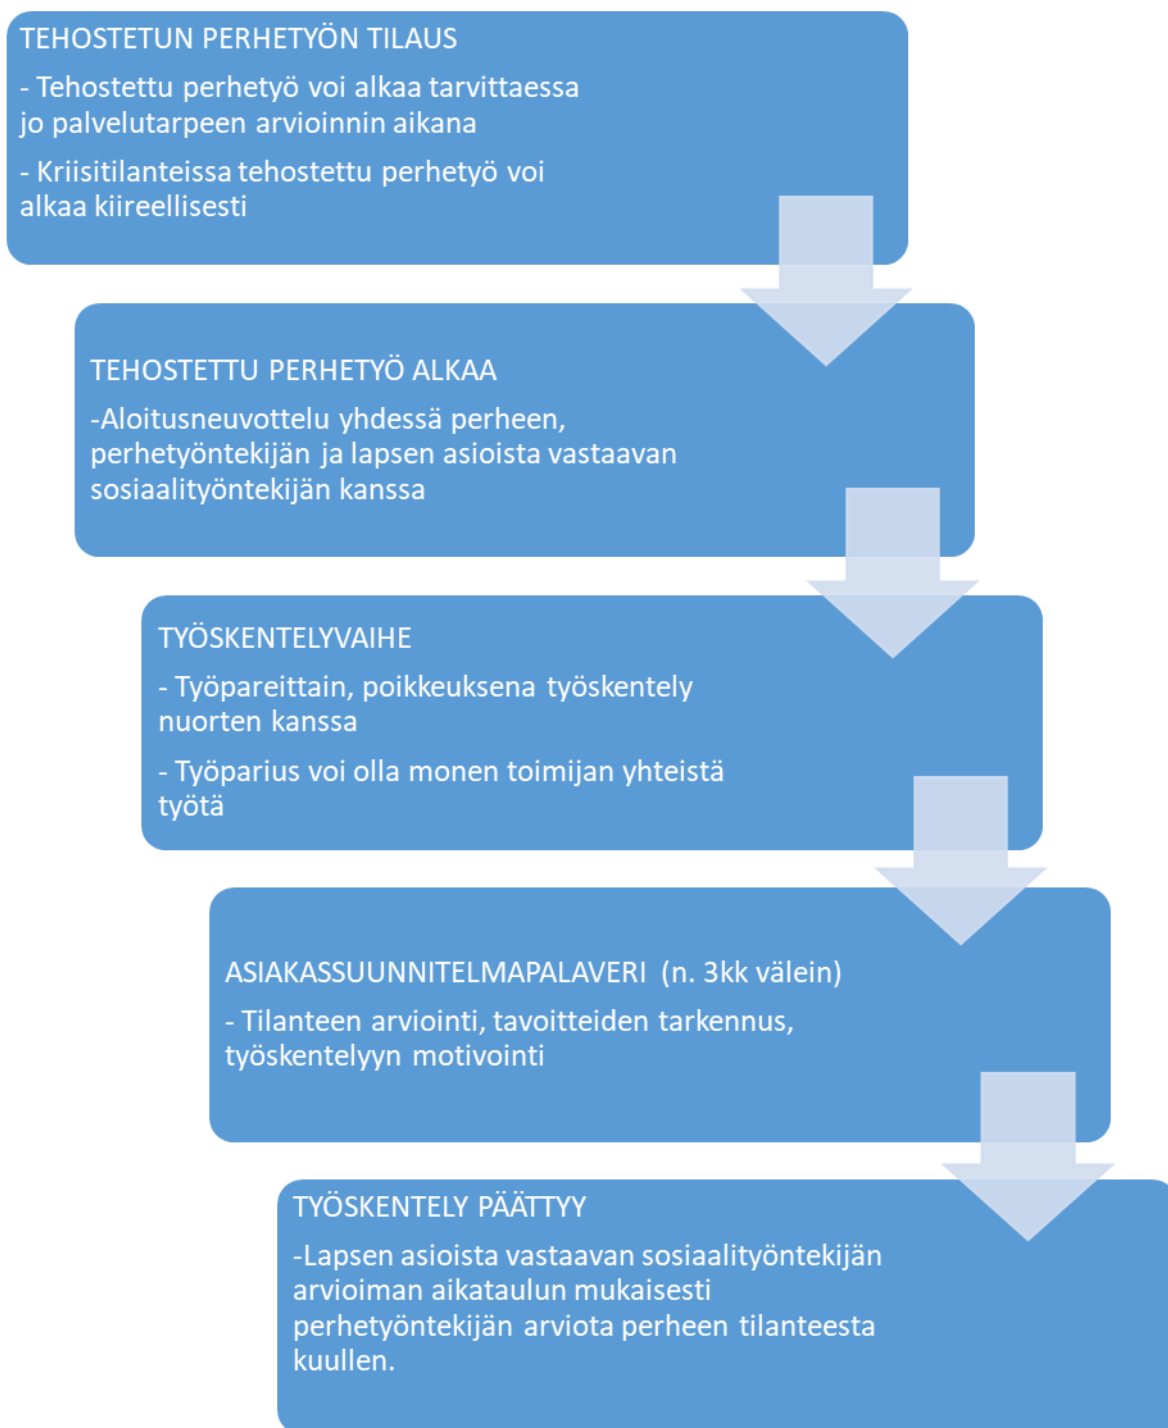 TEHOSTETUN PERHETYÖN TILAUS
- Tehostettu perhetyö voi alkaa tarvittaessa
jo palvelutarpeen arvioinnin aikana
- Kriisitilanteissa tehostettu perhetyö voi
alkaa kiireellisesti
TEHOSTETTU PERHETYÖ ALKAA
-Aloitusneuvottelu yhdessä perheen,
perhetyöntekijän ja lapsen asioista vastaavan
sosiaalityöntekijän kanssa
TYÖSKENTELYVAIHE
- Työpareittain, poikkeuksena työskentely
nuorten kanssa
- Työparius voi olla monen toimijan yhteistä
työtä
ASIAKASSUUNNITELMAPALAVERI (n. 3kk välein)
- Tilanteen arviointi, tavoitteiden tarkennus,
työskentelyyn motivointi
TYÖSKENTELY PÄÄTTYY
-Lapsen asioista vastaavan sosiaalityöntekijän
arvioiman aikataulun mukaisesti
perhetyöntekijän arviota perheen tilanteesta
kuullen.